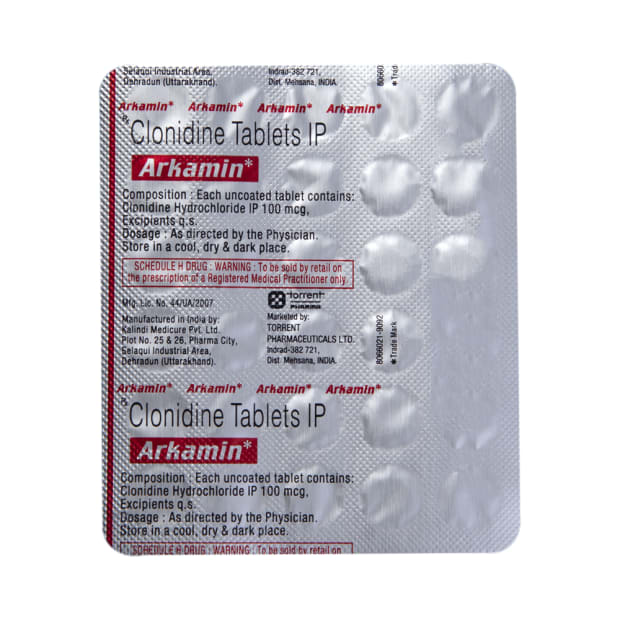 Selaqui Industrial Area,
Dehradun (Uttarakhand).
Indrad-382 721,
Dist. Mehsana, INDIA.
*Trad
Arkamin* Arkamin* Arkamin* Arkamin*
Clonidine Tablets IP
Arkamin*
Composition : Each uncoated tablet contains:
Clonidine Hydrochloride IP 100 mcg,
Excipients q.s.
Dosage : As directed by the Physician.
Store in a cool, dry & dark place.
SCHEDULE H DRUG : WARNING : To be sold by retail on
the prescription of a Registered Medical Practitioner only.
Mfg. Lic. No. 44/UA/2007
Manufactured in India by:
Kalindi Medicure Pvt. Ltd.
Plot No. 25 & 26, Pharma City,
Selaqui Industrial Area,
Dehradun (Uttarakhand).
torrent
PHARMA
Marketed by:
TORRENT
PHARMACEUTICALS LTD.
Indrad-382 721,
Dist. Mehsana, INDIA.
8066021-9092
*Trade Mark
Arkamin* Arkamin* Arkamin* Arkamin*
Clonidine Tablets IP
Arkamin*
Composition : Each uncoated tablet contains:
Clonidine Hydrochloride IP 100 mcg,
Excipients q.s.
Dosage : As directed by the Physician.
Store in a cool, dry & dark place.
SCHEDULE H DRUG : WARNING : To be sold by retail on